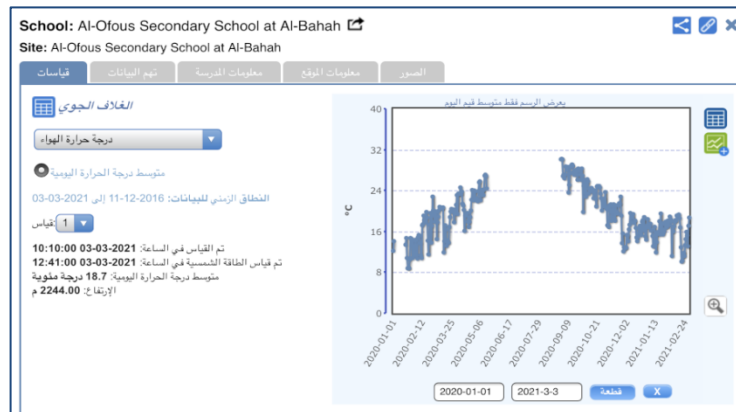 School: Al-Ofous Secondary School at Al-Bahah
Site: Al-Ofous Secondary School at Al-Bahah
قياسات
تهم البيانات
معلومات المدرسة
معلومات الموقع
الصور
الغلاف الجوي
درجة حرارة الهواء
متوسط درجة الحرارة اليومية
النطاق الزمني للبيانات: 2016-12-11 إلى 2021-03-03
قياس: 1
تم القياس في الساعة: 2021-03-03 10:10:00
تم قياس الطاقة الشمسية في الساعة: 2021-03-03 12:41:00
متوسط درجة الحرارة اليومية: 18.7 درجة مئوية
الإرتفاع: 2244.00 م
يعرض الرسم فقط متوسط قيم اليوم
40
32
24
16
8
0
°C
2020-01-01
2020-02-12
2020-03-25
2020-05-06
2020-06-17
2020-07-29
2020-09-09
2020-10-21
2020-12-02
2021-01-13
2021-02-24
2020-01-01
2021-3-3
قطعة
X